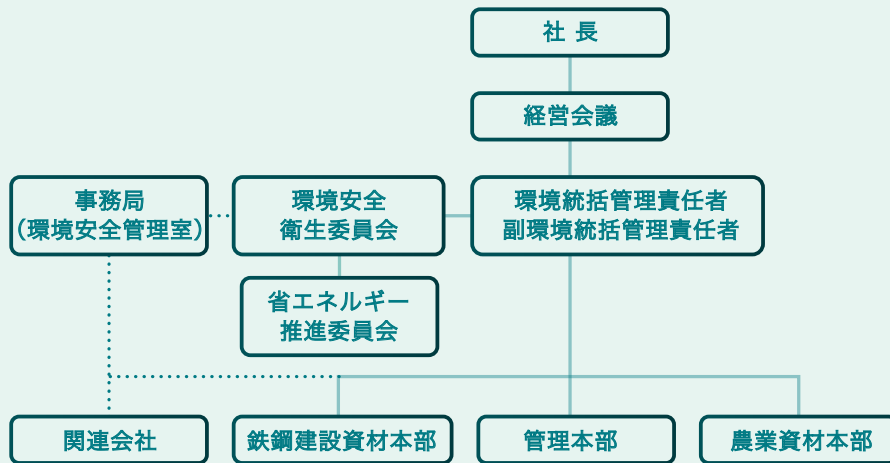 社長
経営会議
事務局
（環境安全管理室）
環境安全
衛生委員会
環境統括管理責任者
副環境統括管理責任者
省エネルギー
推進委員会
関連会社
鉄鋼建設資材本部
管理本部
農業資材本部